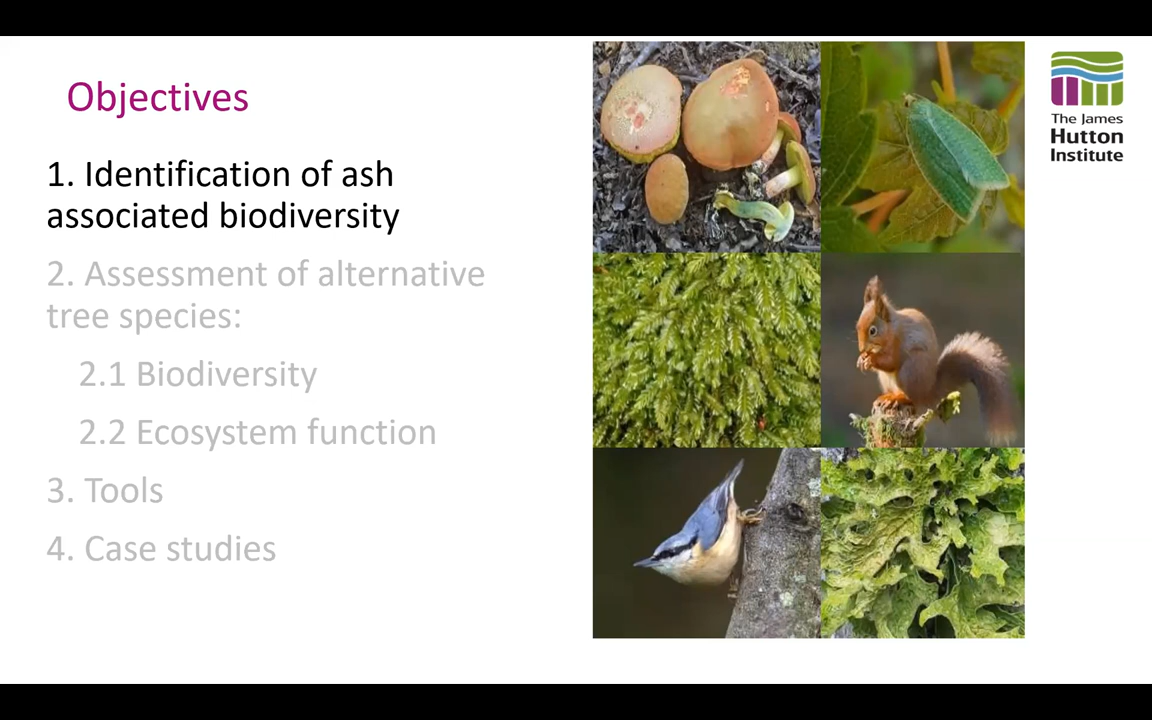 Objectives
1. Identification of ash
associated biodiversity
2. Assessment of alternative
tree species:
2.1 Biodiversity
2.2 Ecosystem function
3. Tools
4. Case studies
The James
Hutton
Institute